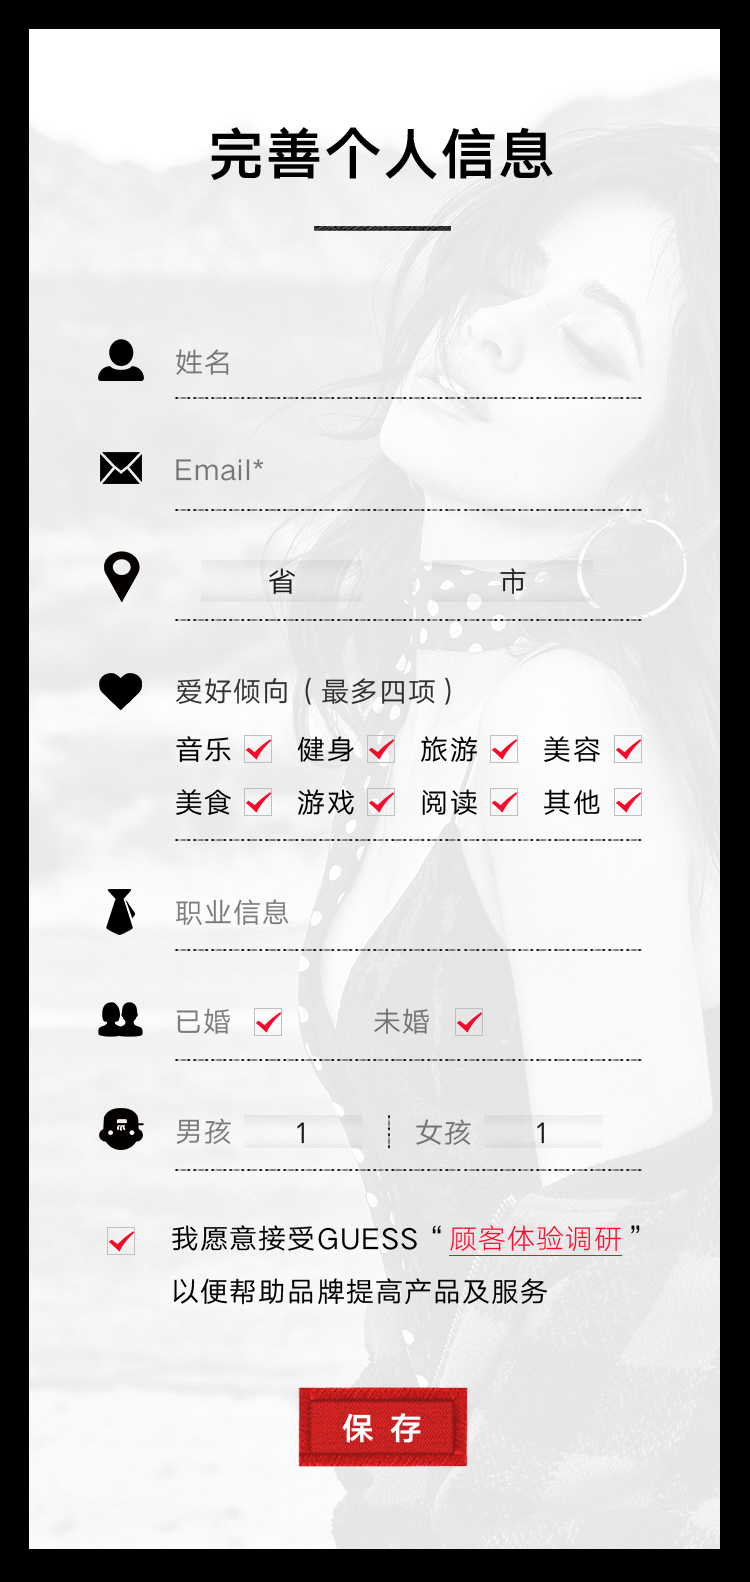 完善个人信息
姓名
Email*
省 市
爱好倾向（最多四项）
音乐 健身 旅游 美容
美食 游戏 阅读 其他
职业信息
已婚 未婚
男孩 1 女孩 1
我愿意接受GUESS“顾客体验调研”
以便帮助品牌提高产品及服务
保 存